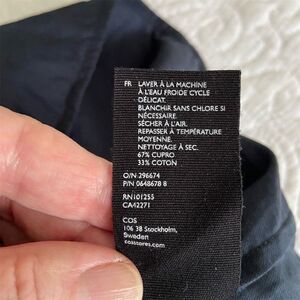 FR LAVER À LA MACHINE
À L'EAU FROIDE CYCLE
DÉLICAT.
BLANCHIR SANS CHLORE SI
NÉCESSAIRE.
SÉCHER À L'AIR.
REPASSER À TEMPÉRATURE
MOYENNE.
NETTOYAGE À SEC.
67% CUPRO
33% COTON
O/N 296674
P/N 0648678 8
RN101255
CA42271
COS
106 38 Stockholm,
Sweden
cosstores.com